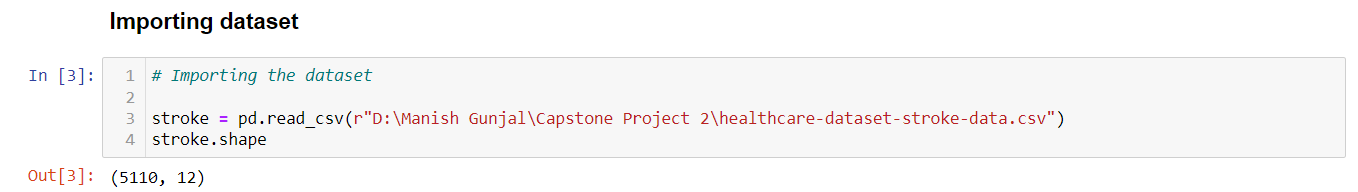 Importing dataset
In [3]:
1 # Importing the dataset
2
3 stroke = pd.read_csv(r"D:\Manish Gunjal\Capstone Project 2\healthcare-dataset-stroke-data.csv")
4 stroke.shape
Out[3]: (5110, 12)